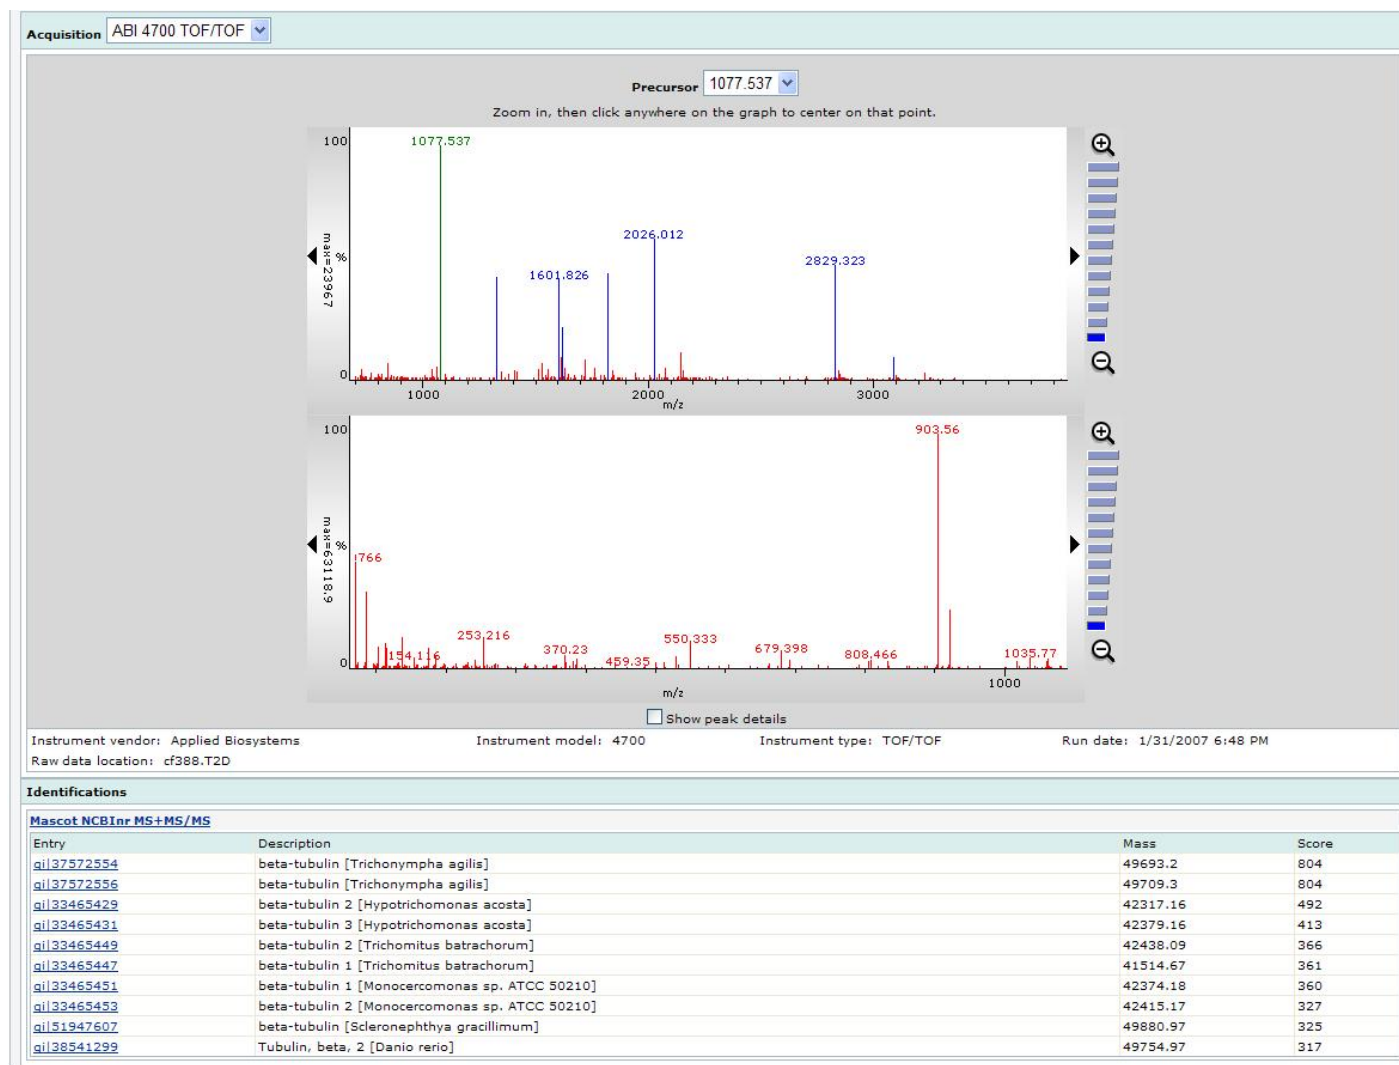 Acquisition ABI 4700 TOF/TOF
Precursor 1077.537
Zoom in, then click anywhere on the graph to center on that point.
100
1077.537
2026.012
2829.323
1601.826
%
max=23967
0
1000 2000 3000
m/z
100
903.56
%
max=63118.9
766
550.333
253.216
679.398
370.23
808.466
1035.77
154.116
459.35
0
1000
m/z
Show peak details
Instrument vendor: Applied Biosystems Instrument model: 4700 Instrument type: TOF/TOF Run date: 1/31/2007 6:48 PM
Raw data location: cf388.T2D
Identifications
Mascot NCBInr MS+MS/MS
Entry Description Mass Score
gi|37572554 beta-tubulin [Trichonympha agilis] 49693.2 804
gi|37572556 beta-tubulin [Trichonympha agilis] 49709.3 804
gi|33465429 beta-tubulin 2 [Hypotrichomonas acosta] 42317.16 492
gi|33465431 beta-tubulin 3 [Hypotrichomonas acosta] 42379.16 413
gi|33465449 beta-tubulin 2 [Trichomitus batrachorum] 42438.09 366
gi|33465447 beta-tubulin 1 [Trichomitus batrachorum] 41514.67 361
gi|33465451 beta-tubulin 1 [Monocercomonas sp. ATCC 50210] 42374.18 360
gi|33465453 beta-tubulin 2 [Monocercomonas sp. ATCC 50210] 42415.17 327
gi|51947607 beta-tubulin [Scleronephthya gracillimum] 49880.97 325
gi|38541299 Tubulin, beta, 2 [Danio rerio] 49754.97 317